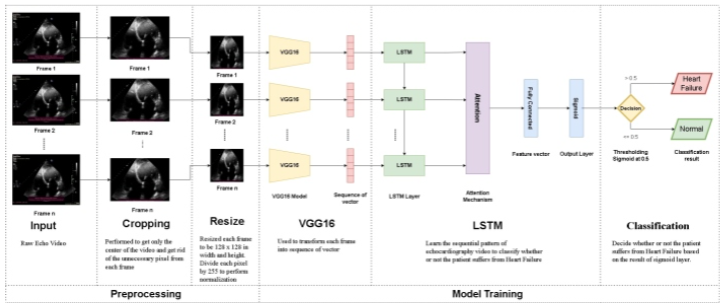 Frame 1
Frame 1
Frame 1
VGG16
LSTM
Frame 2
Frame 2
Frame 2
VGG16
LSTM
Frame n
Frame n
Frame n
VGG16
LSTM
Attention
Fully Connected
Sigmoid
> 0.5
Decision
<= 0.5
Heart
Failure
Normal
VGG16 Model
Sequence of
vector
LSTM Layer
Attention
Mechanism
Feature vector
Output Layer
Thresholding
Sigmoid at 0.5
Classification
result
Input
Raw Echo Video
Cropping
Performed to get only the
center of the video and get rid
of the unnecessary pixel from
each frame
Resize
Resized each frame
to be 128 x 128 in
width and height.
Divide each pixel
by 255 to perform
normalization
VGG16
Used to transform each frame
into sequence of vector
LSTM
Learn the sequential pattern of
echocardiography video to classify whether
or not the patient suffers from Heart Failure
Classification
Decide whether or not the patient
suffers from Heart Failure based on
the result of sigmoid layer.
Preprocessing
Model Training